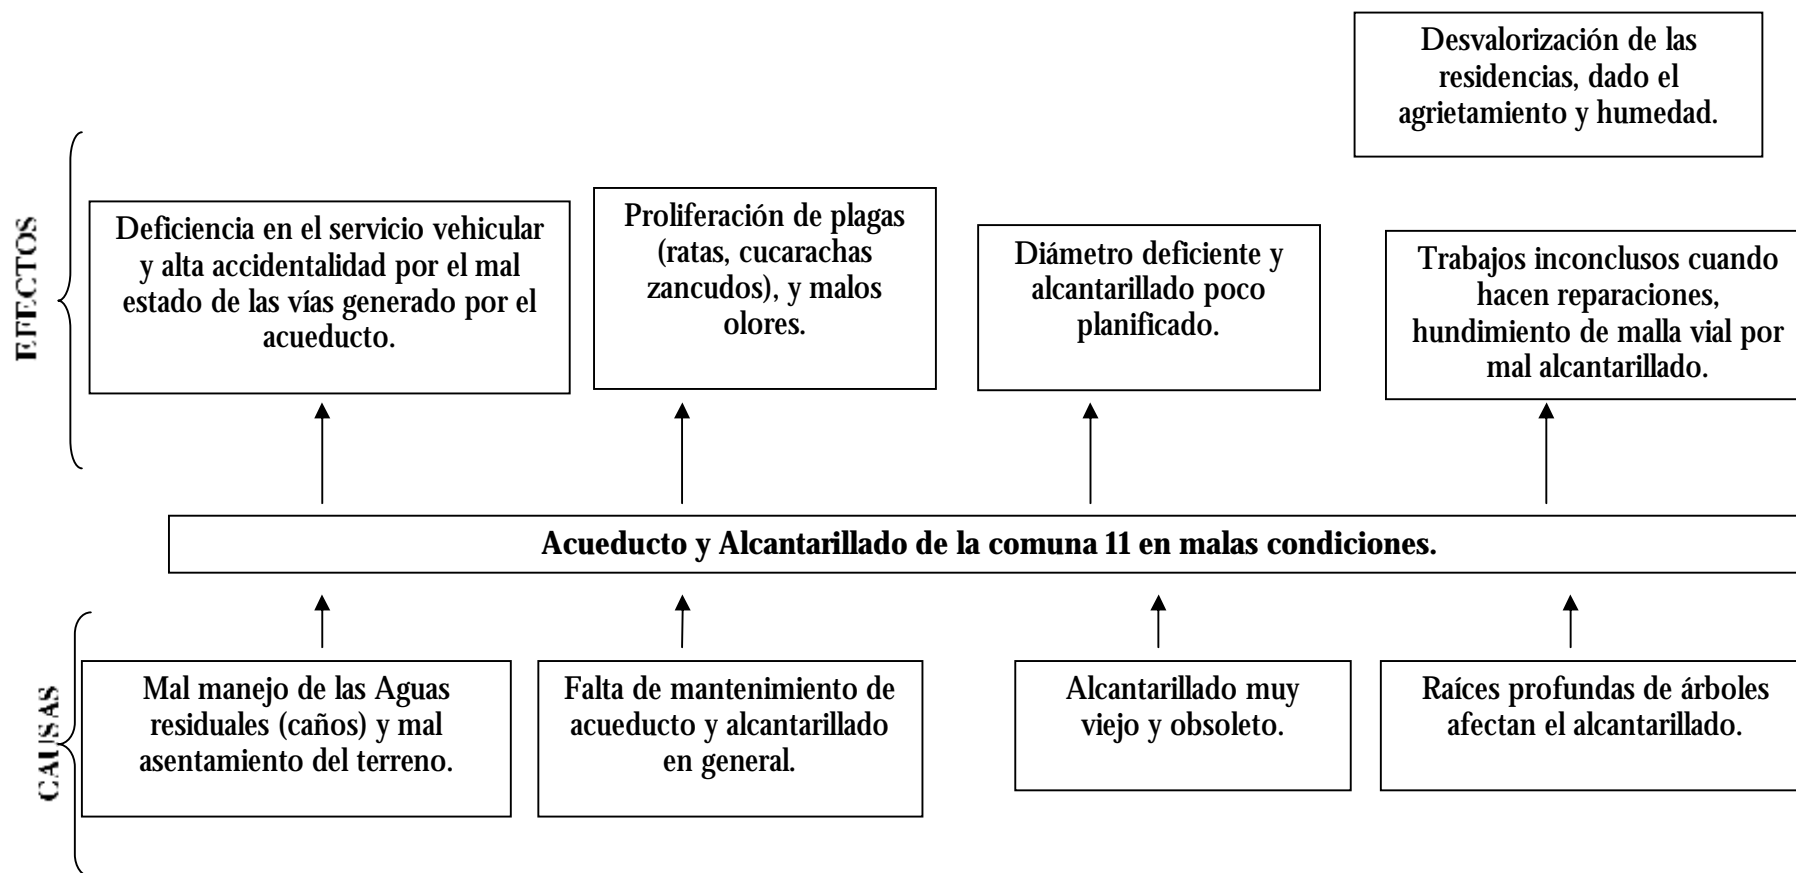 Desvalorización de las
residencias, dado el
agrietamiento y humedad.
EFECTOS
Deficiencia en el servicio vehicular
y alta accidentalidad por el mal
estado de las vías generado por el
acueducto.
Proliferación de plagas
(ratas, cucarachas
zancudos), y malos
olores.
Diámetro deficiente y
alcantarillado poco
planificado.
Trabajos inconclusos cuando
hacen reparaciones,
hundimiento de malla vial por
mal alcantarillado.
Acueducto y Alcantarillado de la comuna 11 en malas condiciones.
CAUSAS
Mal manejo de las Aguas
residuales (caños) y mal
asentamiento del terreno.
Falta de mantenimiento de
acueducto y alcantarillado
en general.
Alcantarillado muy
viejo y obsoleto.
Raíces profundas de árboles
afectan el alcantarillado.